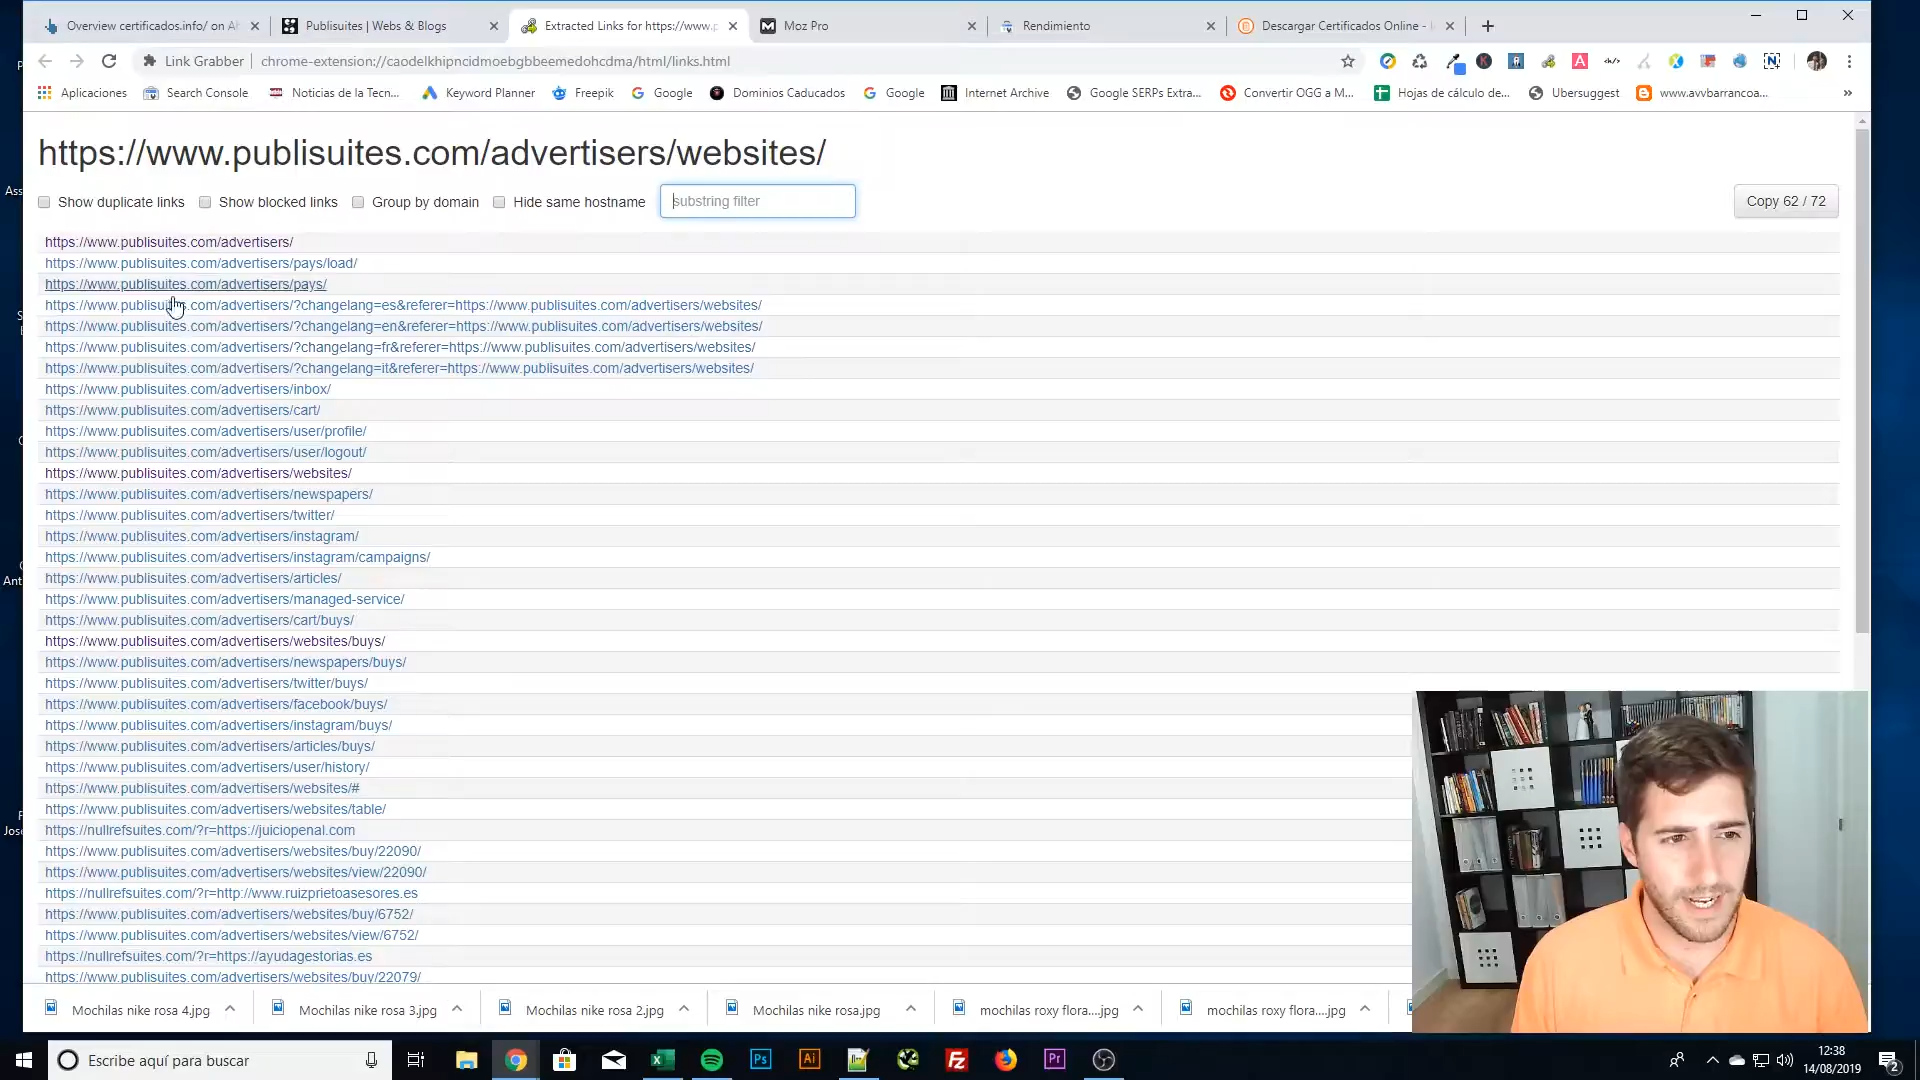 Overview certificados.info/ on Ah
Publisuites | Webs & Blogs
Extracted Links for https://www.p
Moz Pro
Rendimiento
Descargar Certificados Online -
Link Grabber
chrome-extension://caodelkhipncidmoebgbbeemedohcdma/html/links.html
Aplicaciones
Search Console
Noticias de la Tecn...
Keyword Planner
Freepik
Google
Dominios Caducados
Google
Internet Archive
Google SERPs Extra...
Convertir OGG a M...
Hojas de cálculo de...
Ubersuggest
www.avvbarrancoa...
https://www.publisuites.com/advertisers/websites/
Show duplicate links
Show blocked links
Group by domain
Hide same hostname
substring filter
Copy 62 / 72
https://www.publisuites.com/advertisers/
https://www.publisuites.com/advertisers/pays/load/
https://www.publisuites.com/advertisers/pays/
https://www.publisuites.com/advertisers/?changelang=es&referer=https://www.publisuites.com/advertisers/websites/
https://www.publisuites.com/advertisers/?changelang=en&referer=https://www.publisuites.com/advertisers/websites/
https://www.publisuites.com/advertisers/?changelang=fr&referer=https://www.publisuites.com/advertisers/websites/
https://www.publisuites.com/advertisers/?changelang=it&referer=https://www.publisuites.com/advertisers/websites/
https://www.publisuites.com/advertisers/inbox/
https://www.publisuites.com/advertisers/cart/
https://www.publisuites.com/advertisers/user/profile/
https://www.publisuites.com/advertisers/user/logout/
https://www.publisuites.com/advertisers/websites/
https://www.publisuites.com/advertisers/newspapers/
https://www.publisuites.com/advertisers/twitter/
https://www.publisuites.com/advertisers/instagram/
https://www.publisuites.com/advertisers/instagram/campaigns/
https://www.publisuites.com/advertisers/articles/
https://www.publisuites.com/advertisers/managed-service/
https://www.publisuites.com/advertisers/cart/buys/
https://www.publisuites.com/advertisers/websites/buys/
https://www.publisuites.com/advertisers/newspapers/buys/
https://www.publisuites.com/advertisers/twitter/buys/
https://www.publisuites.com/advertisers/facebook/buys/
https://www.publisuites.com/advertisers/instagram/buys/
https://www.publisuites.com/advertisers/articles/buys/
https://www.publisuites.com/advertisers/user/history/
https://www.publisuites.com/advertisers/websites/#
https://www.publisuites.com/advertisers/websites/table/
https://nullrefsuites.com/?r=https://juiciopenal.com
https://www.publisuites.com/advertisers/websites/buy/22090/
https://www.publisuites.com/advertisers/websites/view/22090/
https://nullrefsuites.com/?r=http://www.ruizprietoasesores.es
https://www.publisuites.com/advertisers/websites/buy/6752/
https://www.publisuites.com/advertisers/websites/view/6752/
https://nullrefsuites.com/?r=https://ayudagestorias.es
https://www.publisuites.com/advertisers/websites/buy/22079/
Mochilas nike rosa 4.jpg
Mochilas nike rosa 3.jpg
Mochilas nike rosa 2.jpg
Mochilas nike rosa.jpg
mochilas roxy flora....jpg
mochilas roxy flora....jpg
Escribe aquí para buscar
12:38
14/08/2019
2